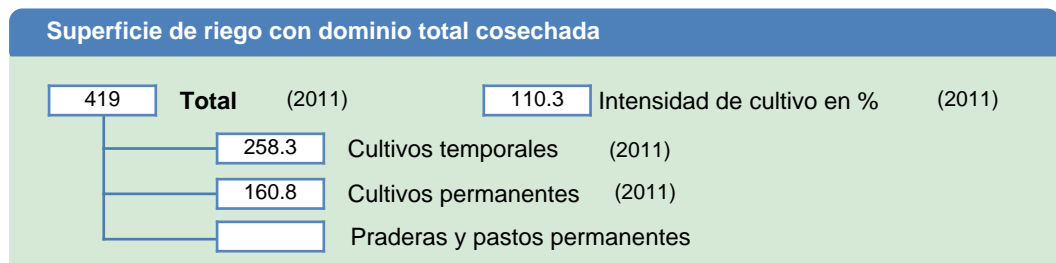 Superficie de riego con dominio total cosechada
419 Total (2011) 110.3 Intensidad de cultivo en % (2011)
258.3 Cultivos temporales (2011)
160.8 Cultivos permanentes (2011)
Praderas y pastos permanentes